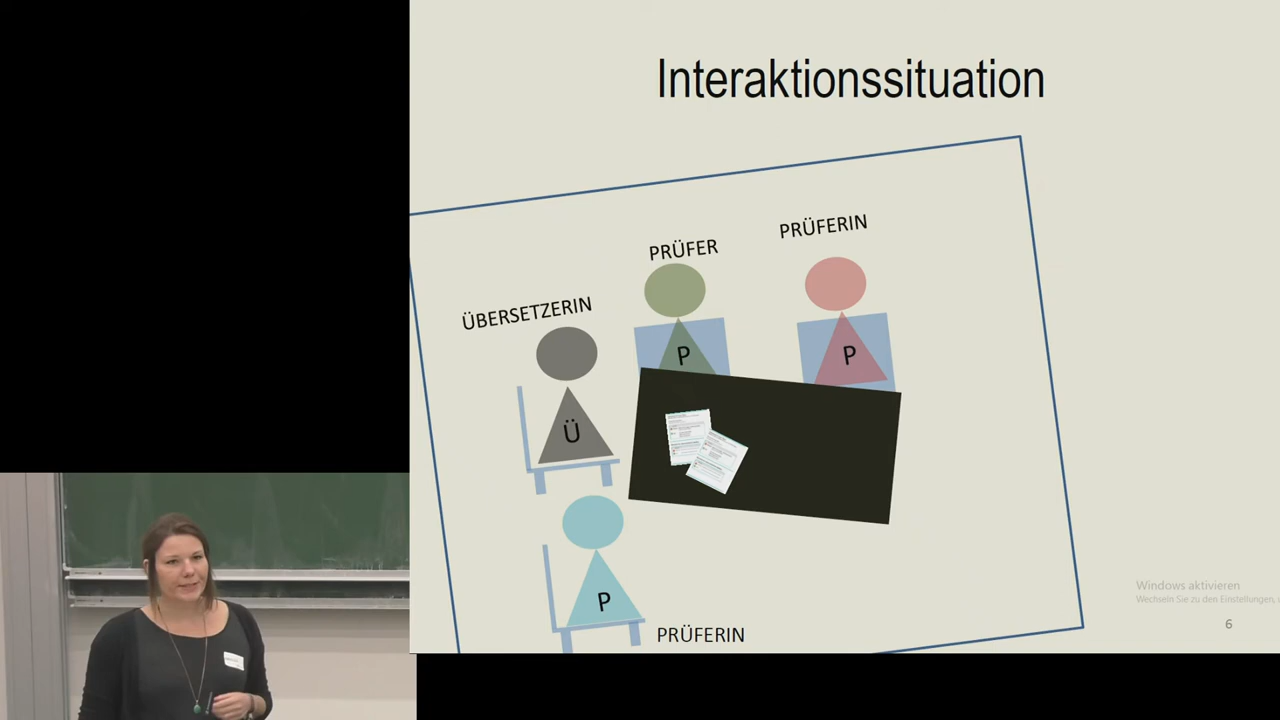 Interaktionssituation
PRÜFERIN
PRÜFER
ÜBERSETZERIN
P
P
Ü
P
PRÜFERIN
Windows aktivieren
Wechseln Sie zu den Einstellungen,
6